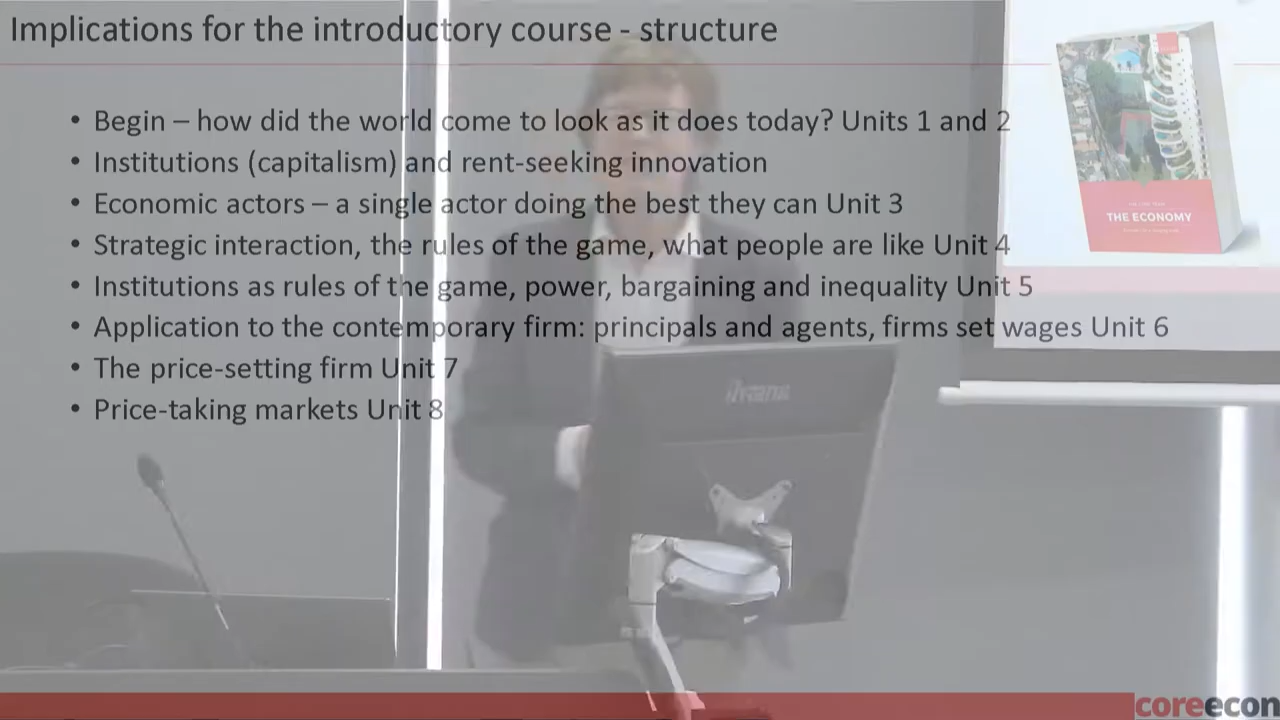 Implications for the introductory course - structure
• Begin – how did the world come to look as it does today? Units 1 and 2
• Institutions (capitalism) and rent-seeking innovation
• Economic actors – a single actor doing the best they can Unit 3
• Strategic interaction, the rules of the game, what people are like Unit 4
• Institutions as rules of the game, power, bargaining and inequality Unit 5
• Application to the contemporary firm: principals and agents, firms set wages Unit 6
• The price-setting firm Unit 7
• Price-taking markets Unit 8
THE ECONOMY
iiyama
coreecon